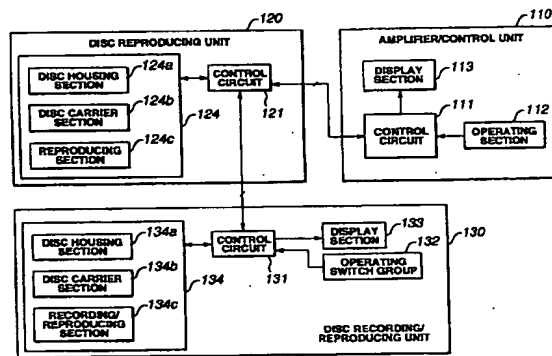 120
DISC REPRODUCING UNIT
124a
DISC HOUSING SECTION
124b
DISC CARRIER SECTION
124c
REPRODUCING SECTION
124
CONTROL CIRCUIT
121
110
AMPLIFIER/CONTROL UNIT
DISPLAY SECTION
113
111
CONTROL CIRCUIT
112
OPERATING SECTION
134a
DISC HOUSING SECTION
134b
DISC CARRIER SECTION
134c
RECORDING/
REPRODUCING
SECTION
134
CONTROL CIRCUIT
131
133
DISPLAY SECTION
132
OPERATING SWITCH GROUP
130
DISC RECORDING/
REPRODUCING UNIT